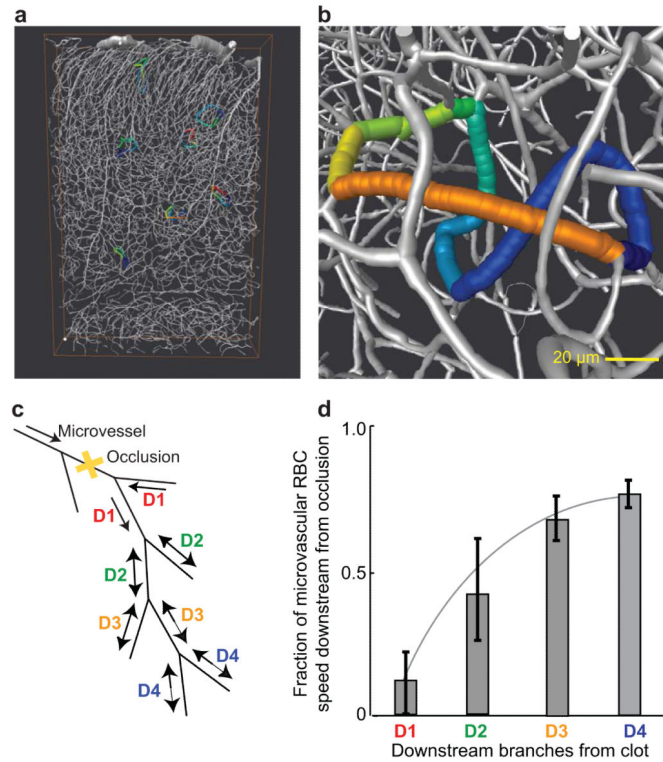 a
b
20 µm
c
Microvessel
Occlusion
D1
D1
D2
D2
D3
D3
D4
D4
d
Fraction of microvascular RBC
speed downstream from occlusion
1.0
0.5
0
D1 D2 D3 D4
Downstream branches from clot